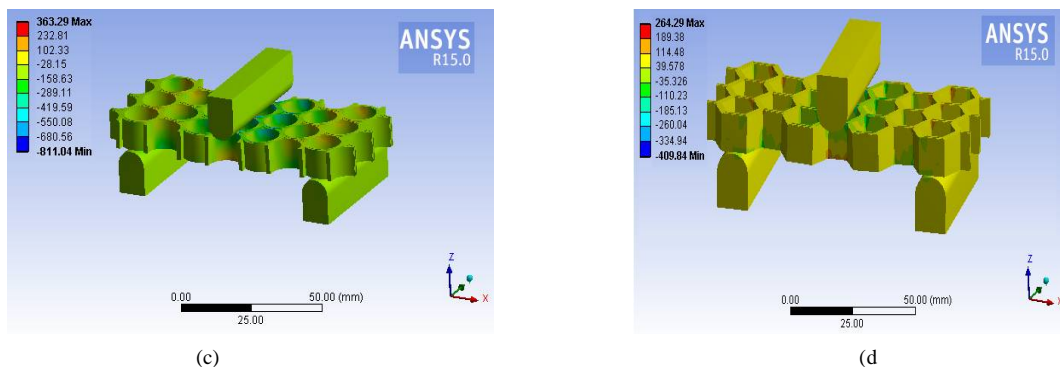 363.29 Max
232.81
102.33
-28.15
-158.63
-289.11
-419.59
-550.08
-680.56
-811.04 Min
ANSYS
R15.0
Z
X
0.00 50.00 (mm)
25.00
(c)
264.29 Max
189.38
114.48
39.578
-35.326
-110.23
-185.13
-260.04
-334.94
-409.84 Min
ANSYS
R15.0
Z
X
0.00 50.00 (mm)
25.00
(d